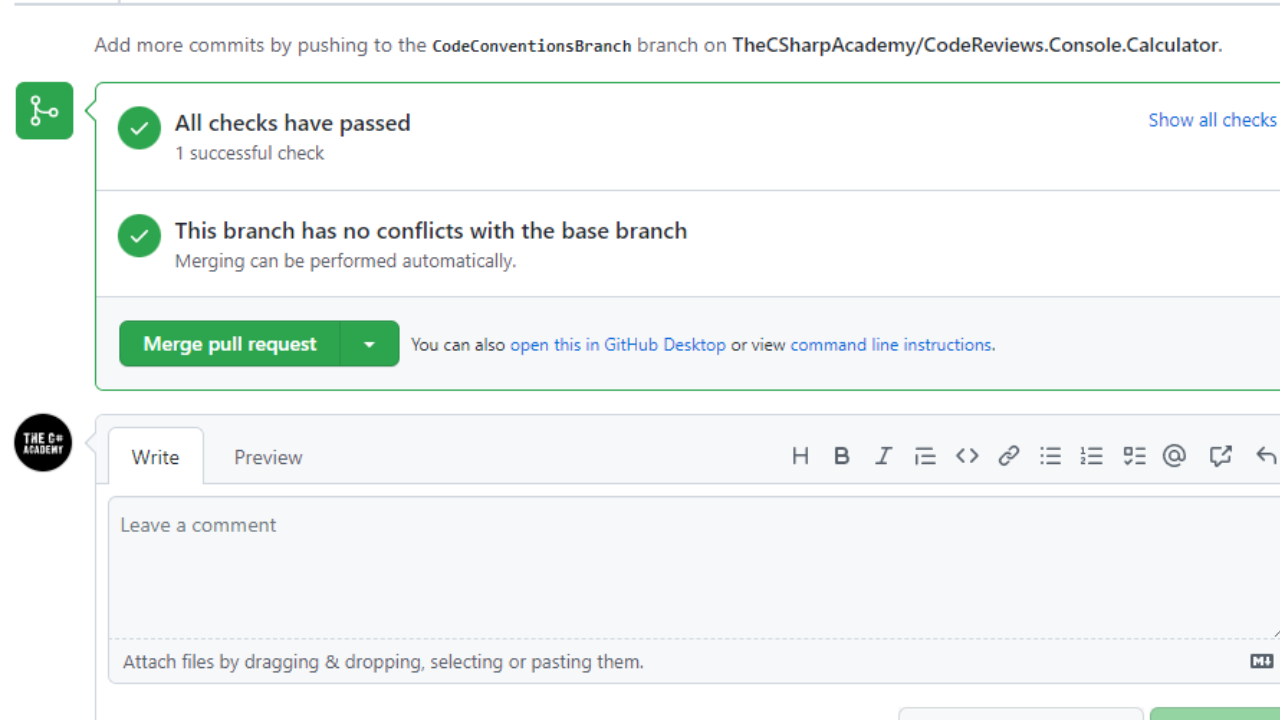 Add more commits by pushing to the CodeConventionsBranch branch on TheCSharpAcademy/CodeReviews.Console.Calculator.
All checks have passed
Show all checks
1 successful check
This branch has no conflicts with the base branch
Merging can be performed automatically.
Merge pull request
You can also open this in GitHub Desktop or view command line instructions.
THE C#
ACADEMY
Write
Preview
Leave a comment
Attach files by dragging & dropping, selecting or pasting them.